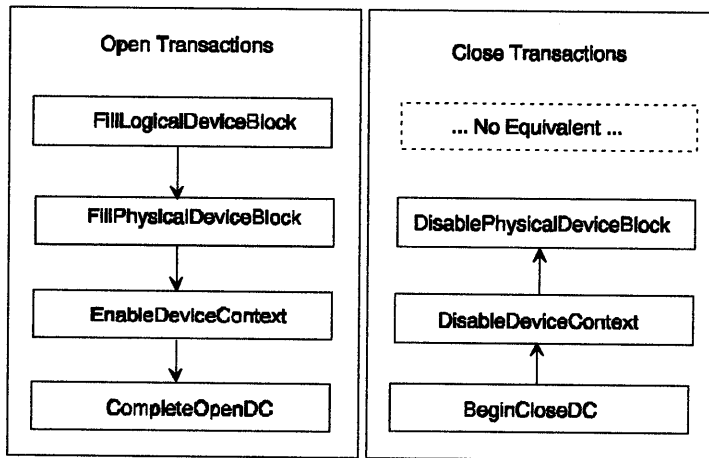 Open Transactions
FillLogicalDeviceBlock
FillPhysicalDeviceBlock
EnableDeviceContext
CompleteOpenDC
Close Transactions
... No Equivalent ...
DisablePhysicalDeviceBlock
DisableDeviceContext
BeginCloseDC